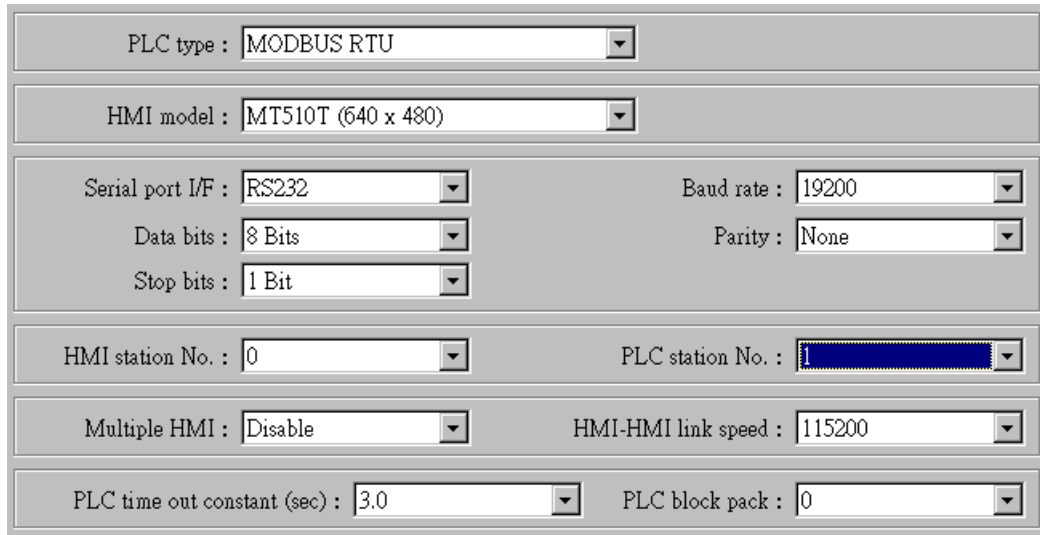 PLC type : MODBUS RTU
HMI model : MT510T (640 x 480)
Serial port I/F : RS232 Baud rate : 19200
Data bits : 8 Bits Parity : None
Stop bits : 1 Bit
HMI station No. : 0 PLC station No. : 1
Multiple HMI : Disable HMI-HMI link speed : 115200
PLC time out constant (sec) : 3.0 PLC block pack : 0